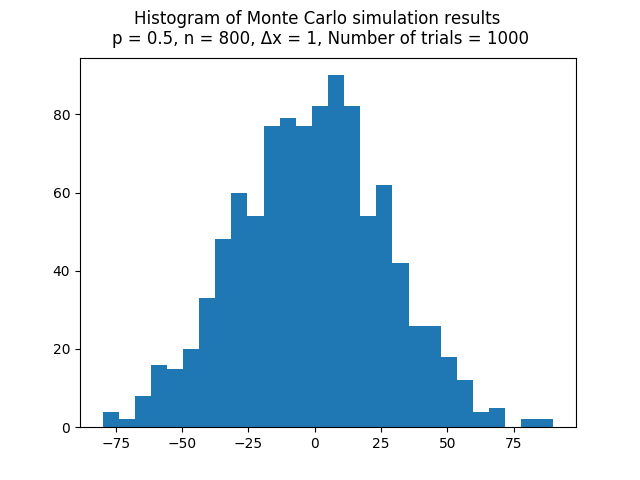 Histogram of Monte Carlo simulation results
p = 0.5, n = 800, Δx = 1, Number of trials = 1000
80
60
40
20
0
−75 −50 −25 0 25 50 75